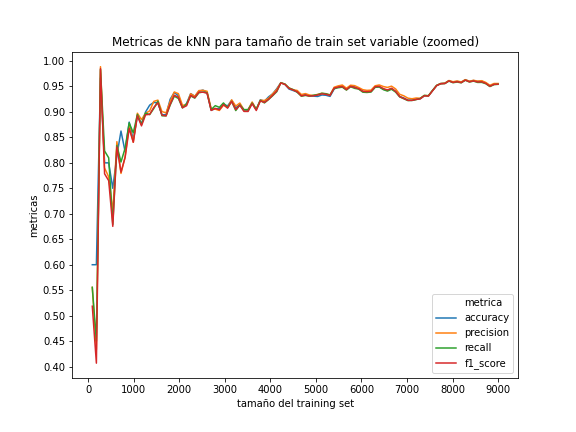 Metricas de kNN para tamaño de train set variable (zoomed)
1.00
0.95
0.90
0.85
0.80
0.75
0.70
0.65
0.60
0.55
0.50
0.45
0.40
metricas
metrica
accuracy
precision
recall
f1_score
0 1000 2000 3000 4000 5000 6000 7000 8000 9000
tamaño del training set